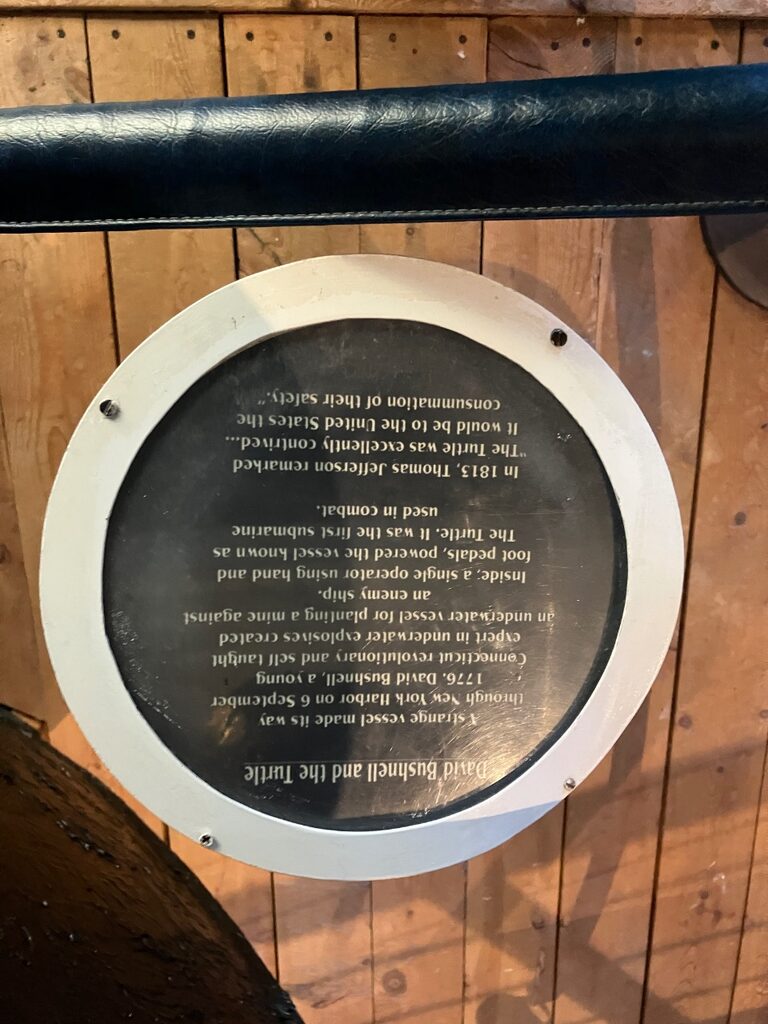 David Bushnell and the Turtle
A strange vessel made its way
through New York Harbor on 6 September
1776. David Bushnell, a young
Connecticut revolutionary and self taught
expert in underwater explosives created
an underwater vessel for planting a mine against
an enemy ship.
Inside, a single operator using hand and
foot pedals, powered the vessel known as
The Turtle. It was the first submarine
used in combat.
In 1813, Thomas Jefferson remarked
"The Turtle was excellently contrived...
It would be to the United States the
consummation of their safety."